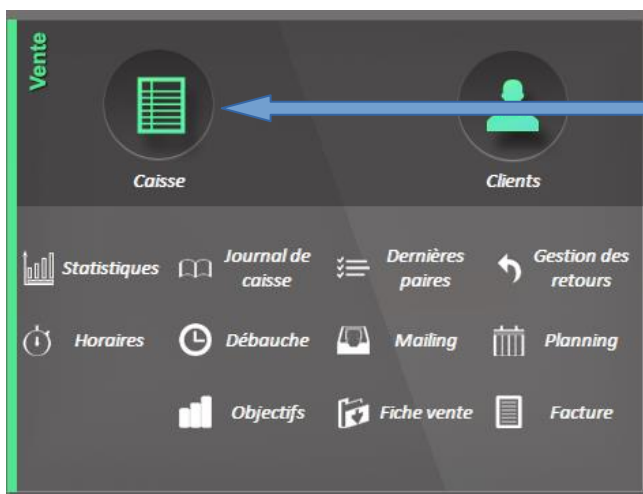 Vente
Caisse
Clients
Statistiques
Journal de
caisse
Dernières
paires
Gestion des
retours
Horaires
Débauche
Mailing
Planning
Objectifs
Fiche vente
Facture